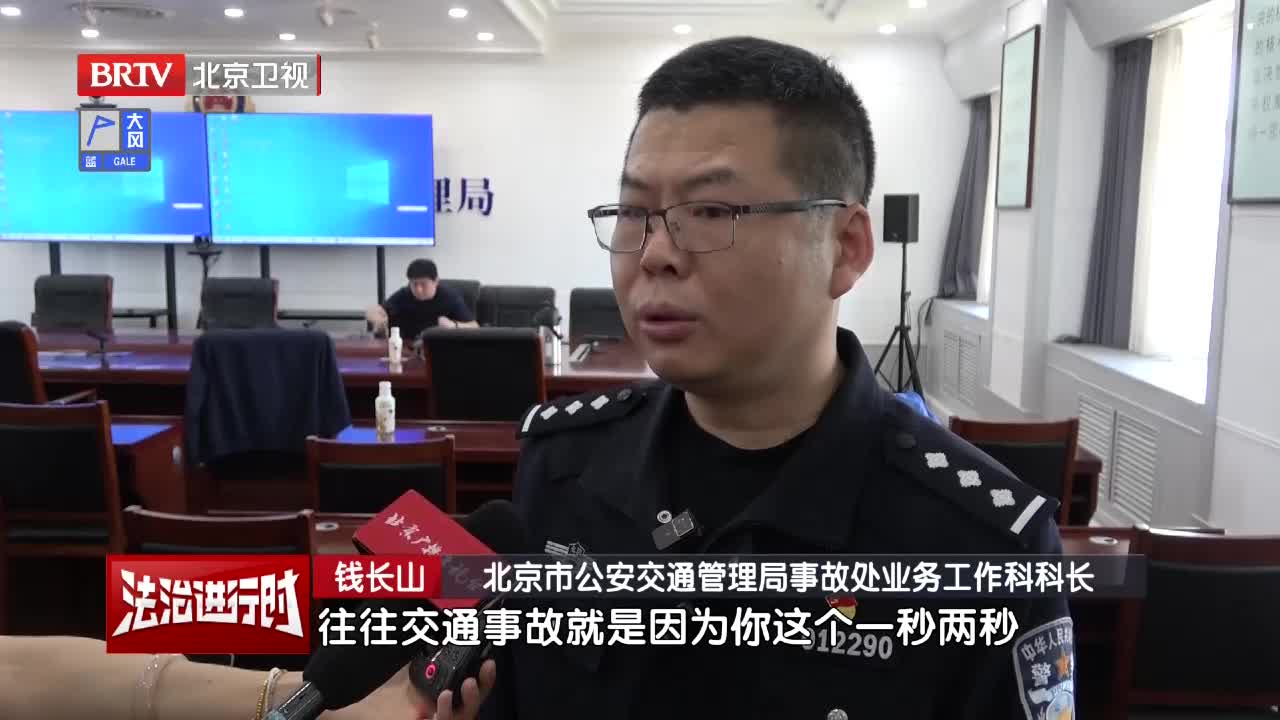 BRTV 北京卫视
大风
蓝 GALE
理局
法治进行时
钱长山 北京市公安交通管理局事故处业务工作科科长
往往交通事故就是因为你这个一秒两秒
012290
警